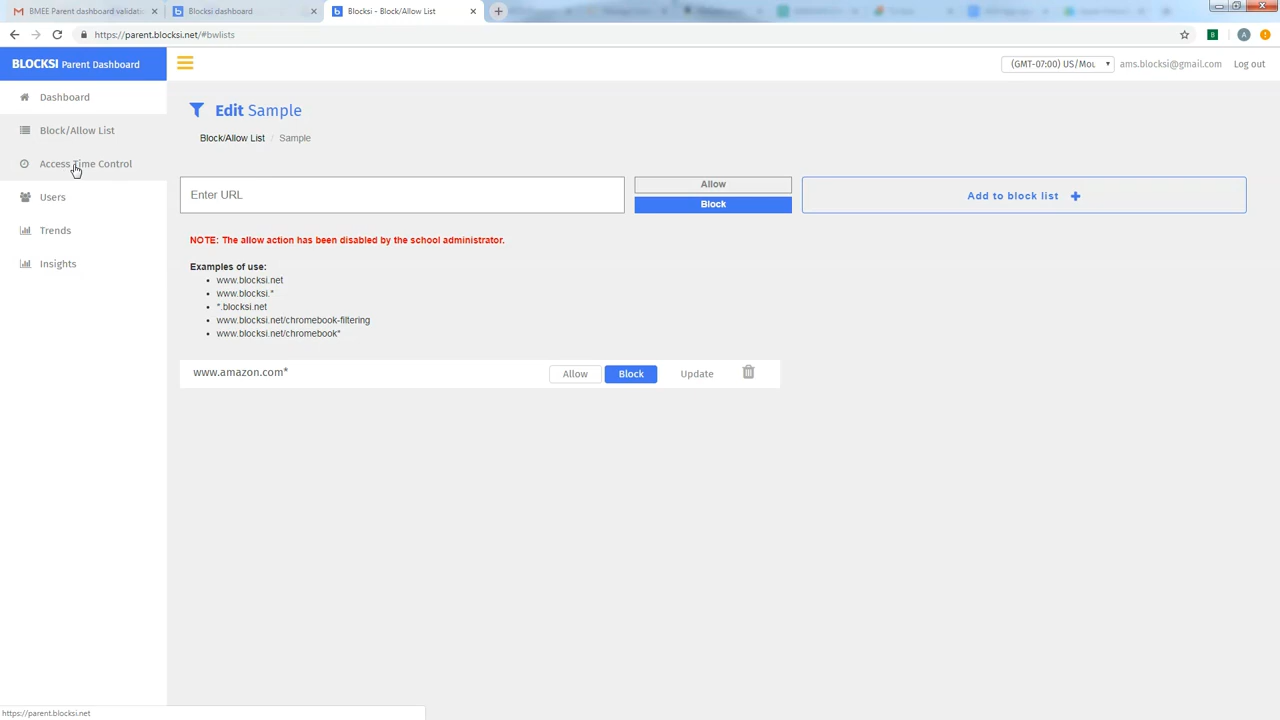 BMEE Parent dashboard validati
Blocksi dashboard
Blocksi - Block/Allow List
https://parent.blocksi.net/#bwlists
BLOCKSI Parent Dashboard
(GMT-07:00) US/Mou
ams.blocksi@gmail.com
Log out
Dashboard
Block/Allow List
Access Time Control
Users
Trends
Insights
Edit Sample
Block/Allow List / Sample
Enter URL
Allow
Block
Add to block list +
NOTE: The allow action has been disabled by the school administrator.
Examples of use:
• www.blocksi.net
• www.blocksi.*
• *.blocksi.net
• www.blocksi.net/chromebook-filtering
• www.blocksi.net/chromebook*
www.amazon.com*
Allow
Block
Update
https://parent.blocksi.net